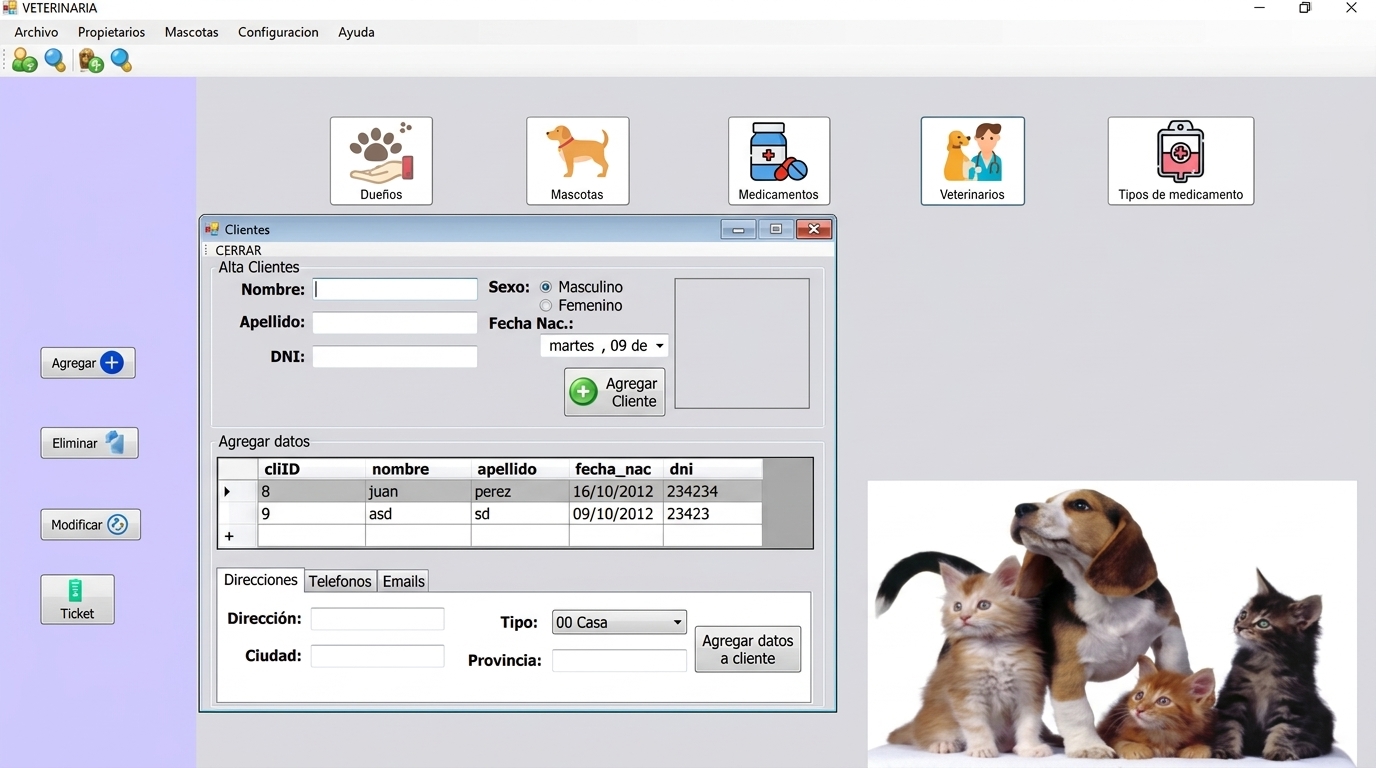 VETERINARIA
Archivo Propietarios Mascotas Configuracion Ayuda
Dueños Mascotas Medicamentos Veterinarios Tipos de medicamento
Agregar
Eliminar
Modificar
Ticket
Clientes
CERRAR
Alta Clientes
Nombre:
Apellido:
DNI:
Sexo: Masculino
Femenino
Fecha Nac.:
martes , 09 de
Agregar
Cliente
Agregar datos
cliID nombre apellido fecha_nac dni
8 juan perez 16/10/2012 234234
9 asd sd 09/10/2012 23423
Direcciones Telefonos Emails
Dirección:
Ciudad:
Tipo: 00 Casa
Provincia:
Agregar datos
a cliente